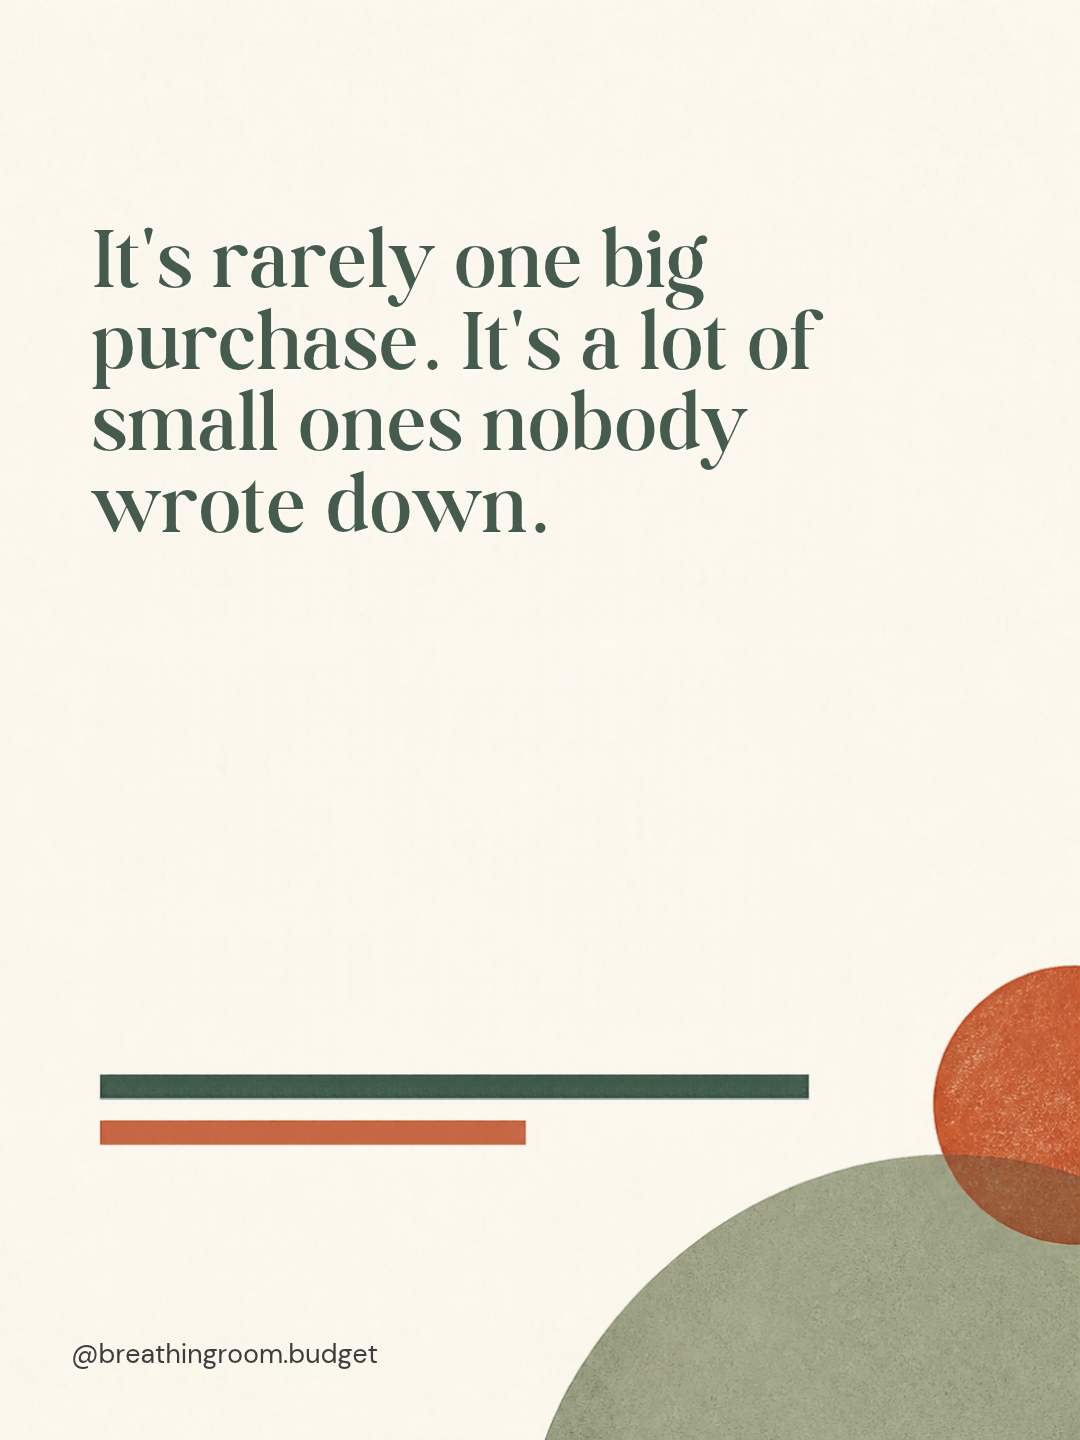 It's rarely one big
purchase. It's a lot of
small ones nobody
wrote down.
@breathingroom.budget